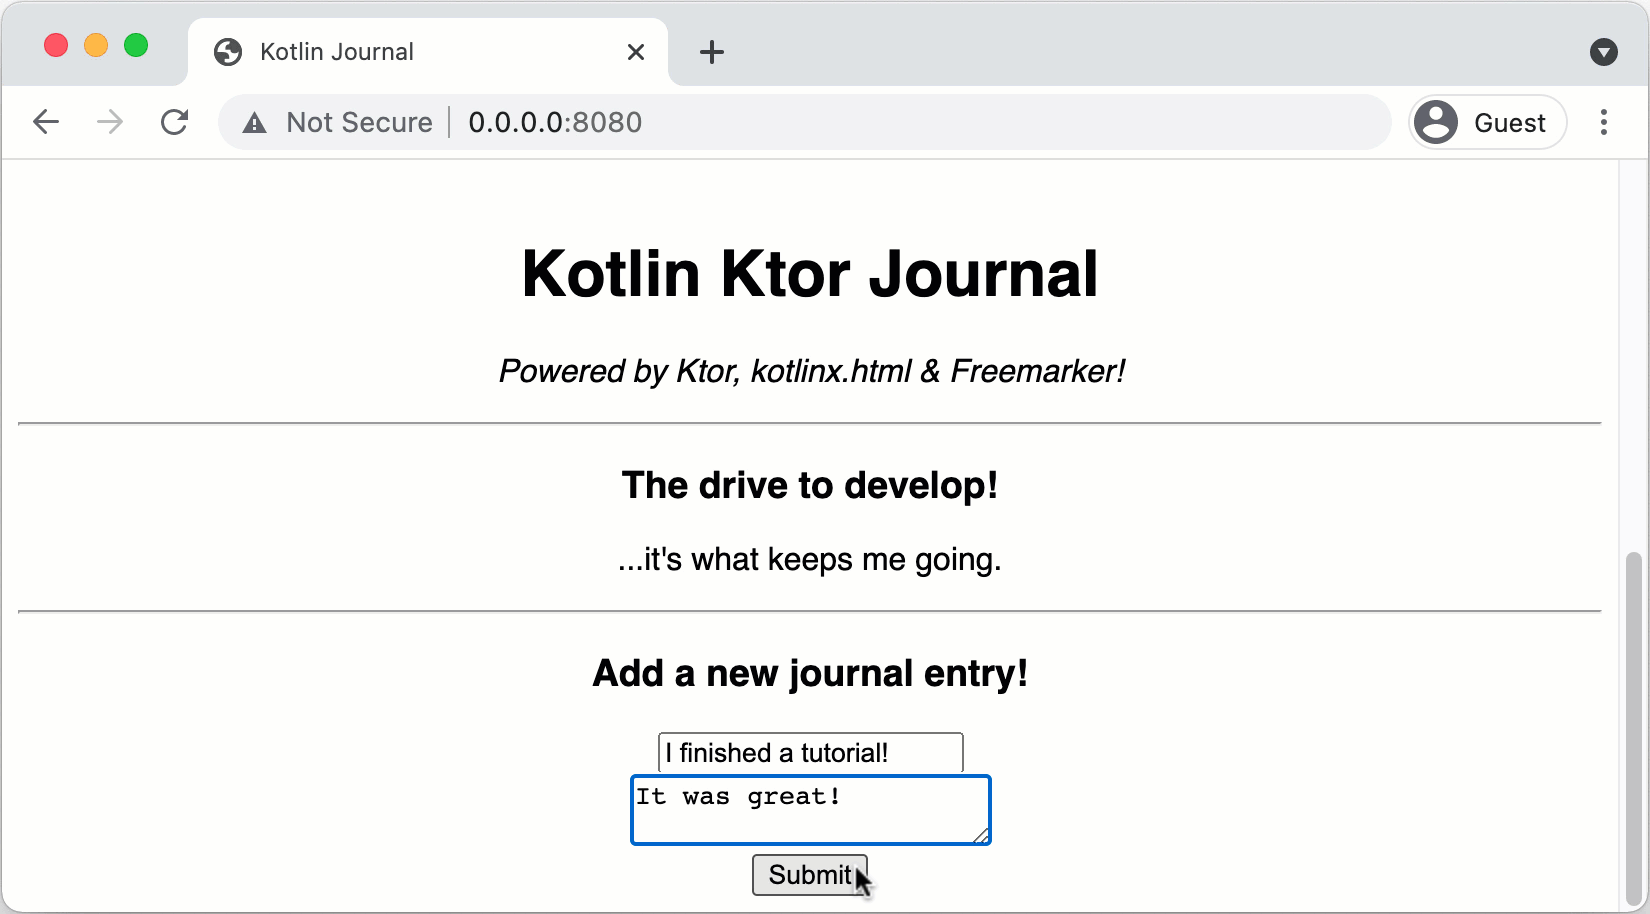 Kotlin Journal
Not Secure 0.0.0.0:8080 Guest
Kotlin Ktor Journal
Powered by Ktor, kotlinx.html & Freemarker!
The drive to develop!
...it's what keeps me going.
Add a new journal entry!
I finished a tutorial!
It was great!
Submit